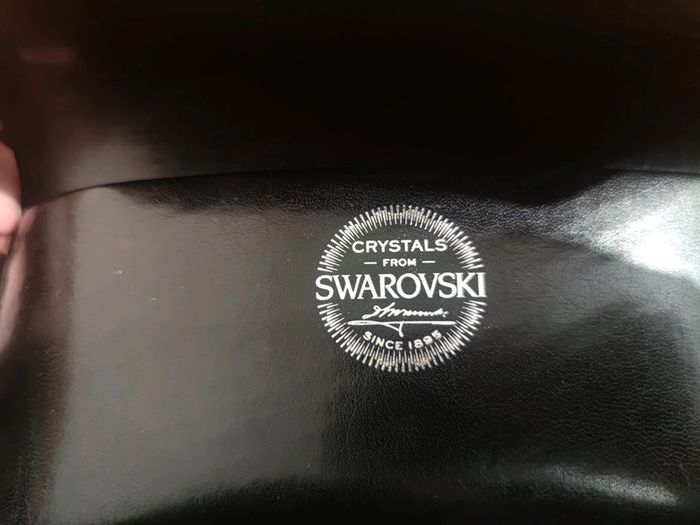 CRYSTALS
— FROM —
SWAROVSKI
SINCE 1895